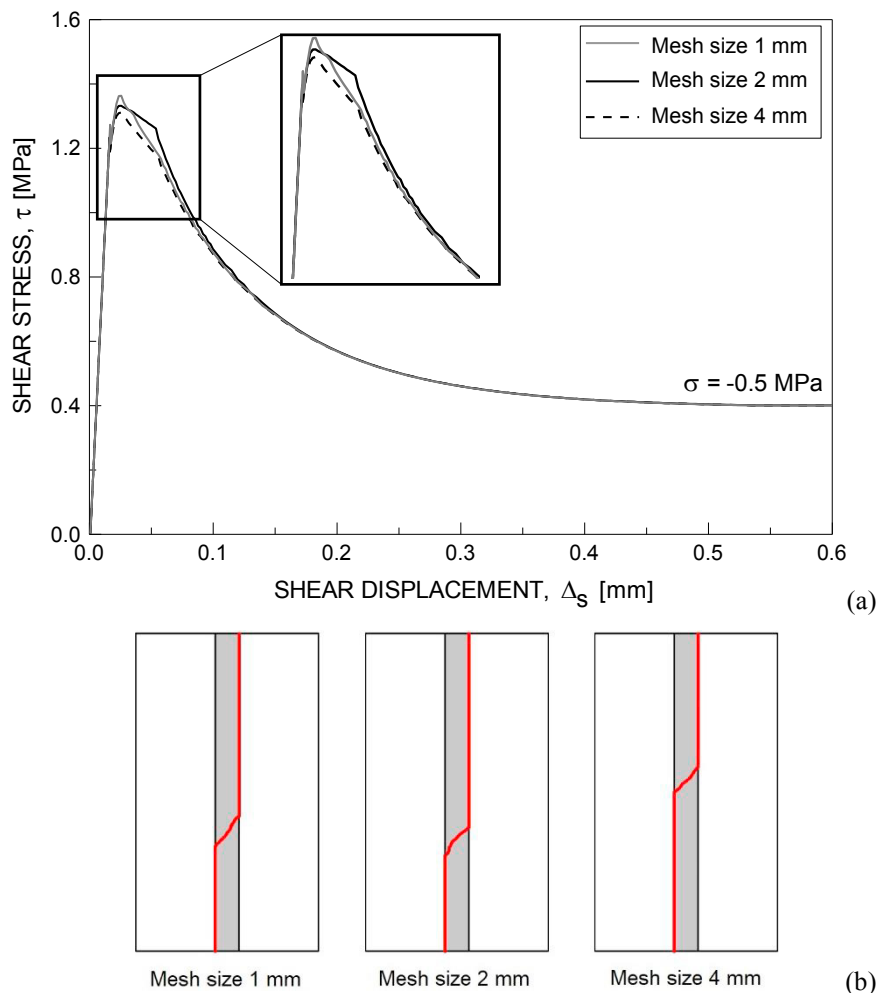 1.6
Mesh size 1 mm
Mesh size 2 mm
Mesh size 4 mm
1.2
SHEAR STRESS, τ [MPa]
0.8
σ = -0.5 MPa
0.4
0.0
0.0 0.1 0.2 0.3 0.4 0.5 0.6
SHEAR DISPLACEMENT, Δs [mm]
(a)
Mesh size 1 mm Mesh size 2 mm Mesh size 4 mm
(b)